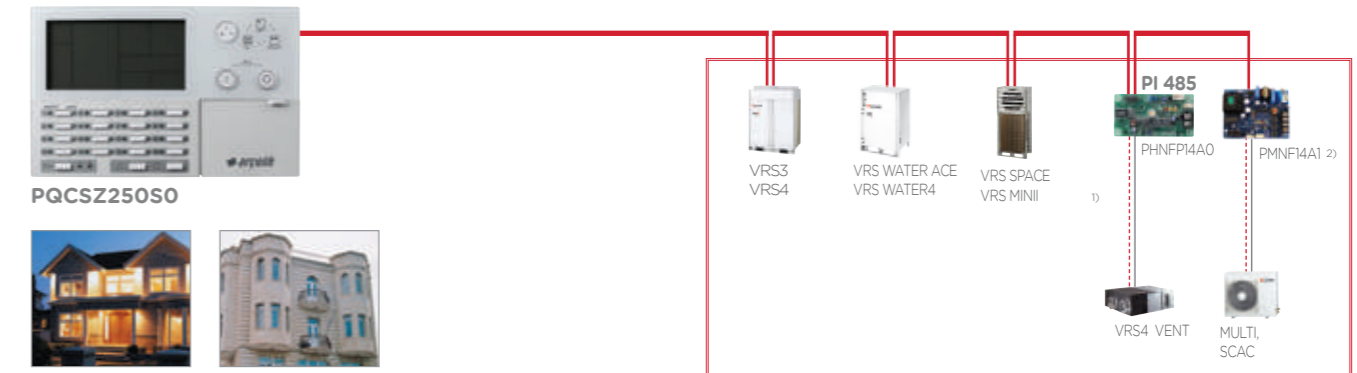 PQCSZ250S0
VRS3
VRS4
VRS WATER ACE
VRS WATER4
VRS SPACE
VRS MINII
1)
PI 485
PHNFP14A0
PMNF14A1 2)
VRS4 VENT
MULTI,
SCAC